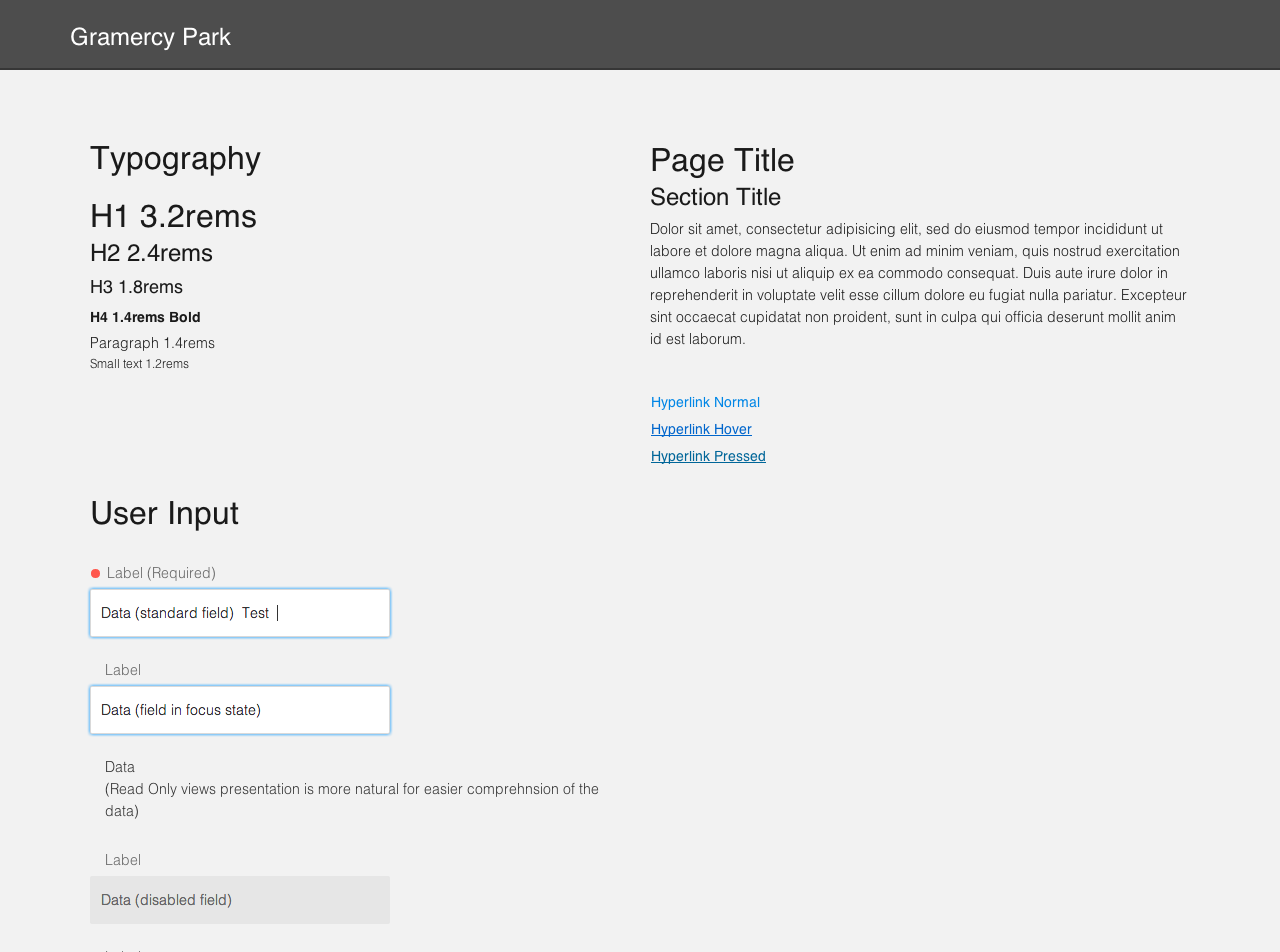 Gramercy Park
Typography
H1 3.2rems
H2 2.4rems
H3 1.8rems
H4 1.4rems Bold
Paragraph 1.4rems
Small text 1.2rems
Page Title
Section Title
Dolor sit amet, consectetur adipisicing elit, sed do eiusmod tempor incididunt ut
labore et dolore magna aliqua. Ut enim ad minim veniam, quis nostrud exercitation
ullamco laboris nisi ut aliquip ex ea commodo consequat. Duis aute irure dolor in
reprehenderit in voluptate velit esse cillum dolore eu fugiat nulla pariatur. Excepteur
sint occaecat cupidatat non proident, sunt in culpa qui officia deserunt mollit anim
id est laborum.
Hyperlink Normal
Hyperlink Hover
Hyperlink Pressed
User Input
Label (Required)
Data (standard field) Test
Label
Data (field in focus state)
Data
(Read Only views presentation is more natural for easier comprehnsion of the
data)
Label
Data (disabled field)